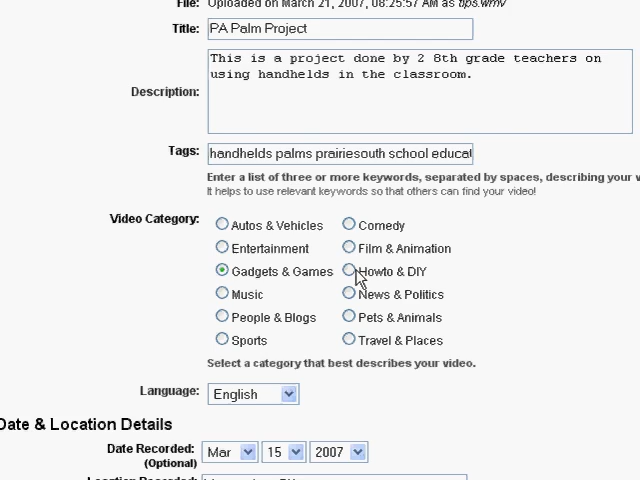 File: Uploaded on March 21, 2007, 08:25:57 AM as tips.wmv
Title: PA Palm Project
Description: This is a project done by 2 8th grade teachers on
using handhelds in the classroom.
Tags: handhelds palms prairiesouth school educat
Enter a list of three or more keywords, separated by spaces, describing your v
It helps to use relevant keywords so that others can find your video!
Video Category: Autos & Vehicles Comedy
Entertainment Film & Animation
Gadgets & Games Howto & DIY
Music News & Politics
People & Blogs Pets & Animals
Sports Travel & Places
Select a category that best describes your video.
Language: English
Date & Location Details
Date Recorded: Mar 15 2007
(Optional)
Location Recorded: